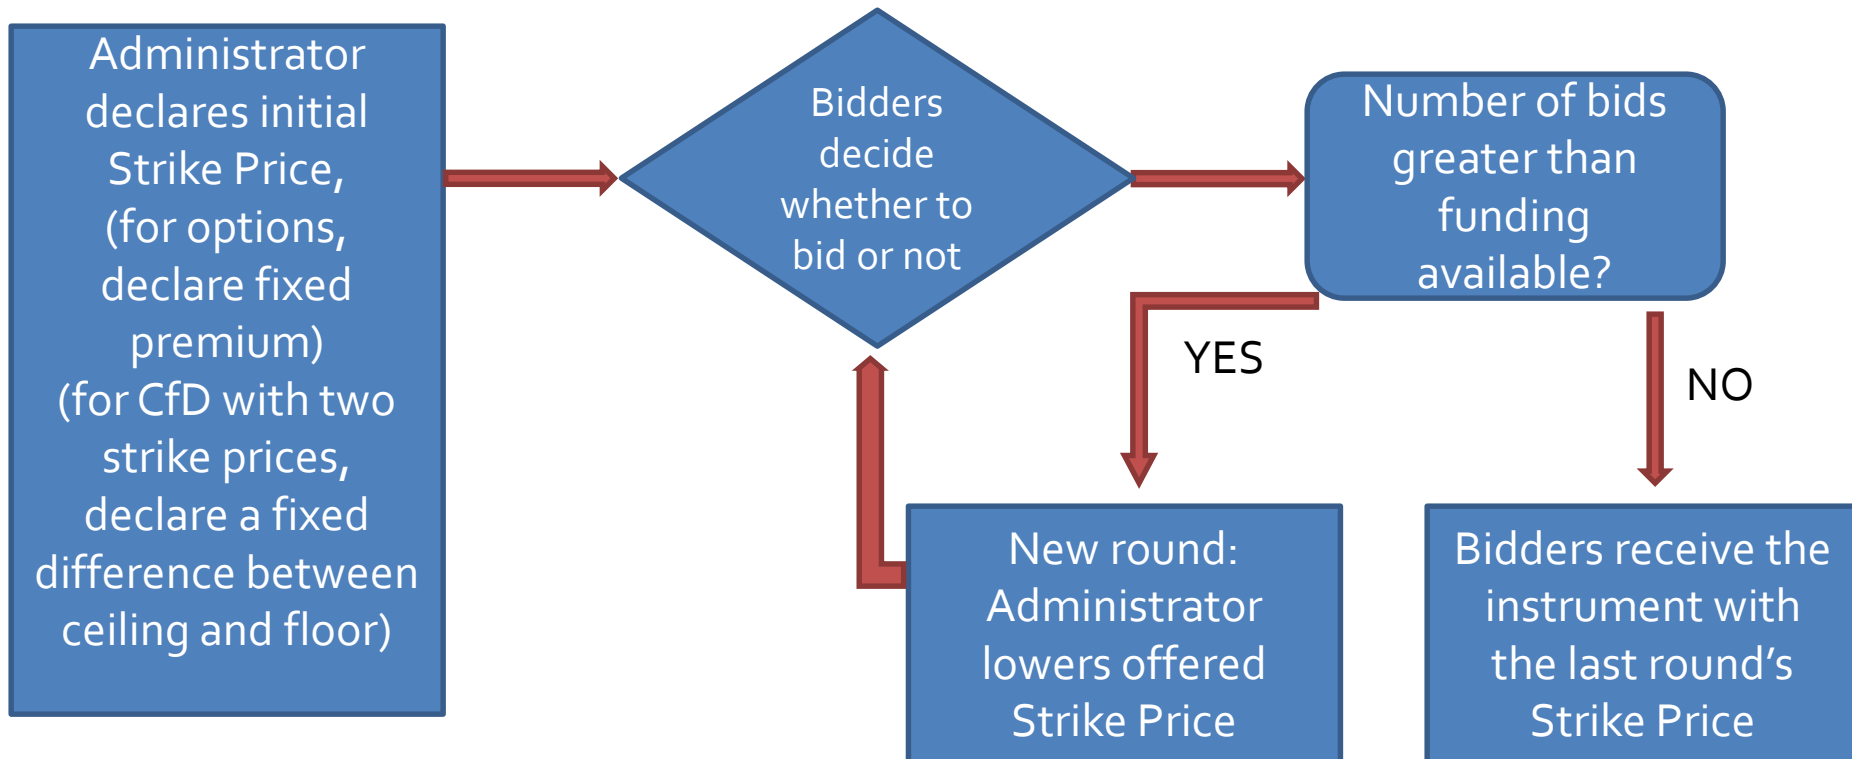 Administrator
declares initial
Strike Price,
(for options,
declare fixed
premium)
(for CfD with two
strike prices,
declare a fixed
difference between
ceiling and floor)
Bidders
decide
whether to
bid or not
Number of bids
greater than
funding
available?
YES
NO
New round:
Administrator
lowers offered
Strike Price
Bidders receive the
instrument with
the last round's
Strike Price